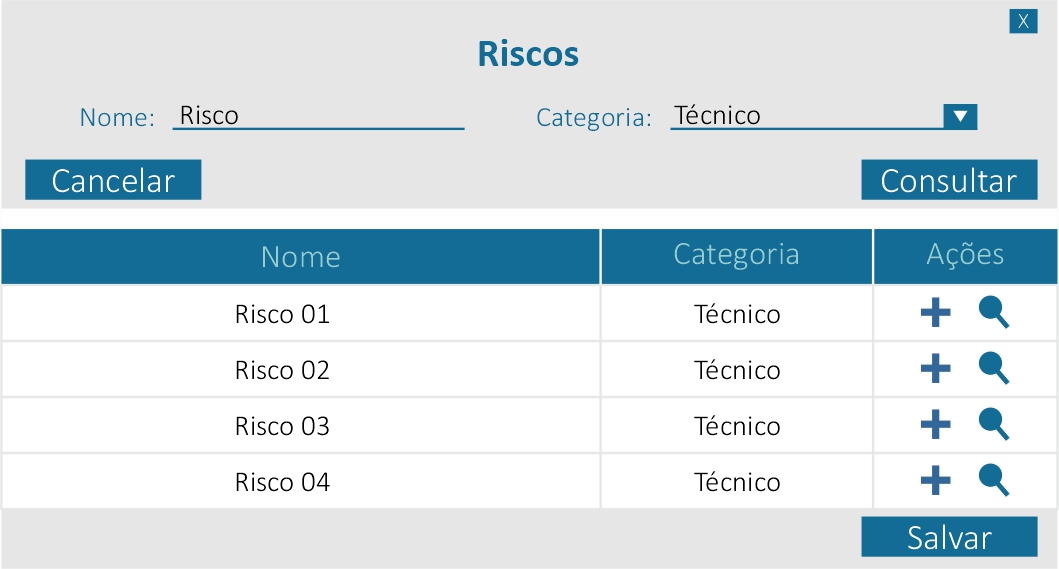 X
Riscos
Nome: Risco Categoria: Técnico
Cancelar Consultar
Nome Categoria Ações
Risco 01 Técnico
Risco 02 Técnico
Risco 03 Técnico
Risco 04 Técnico
Salvar